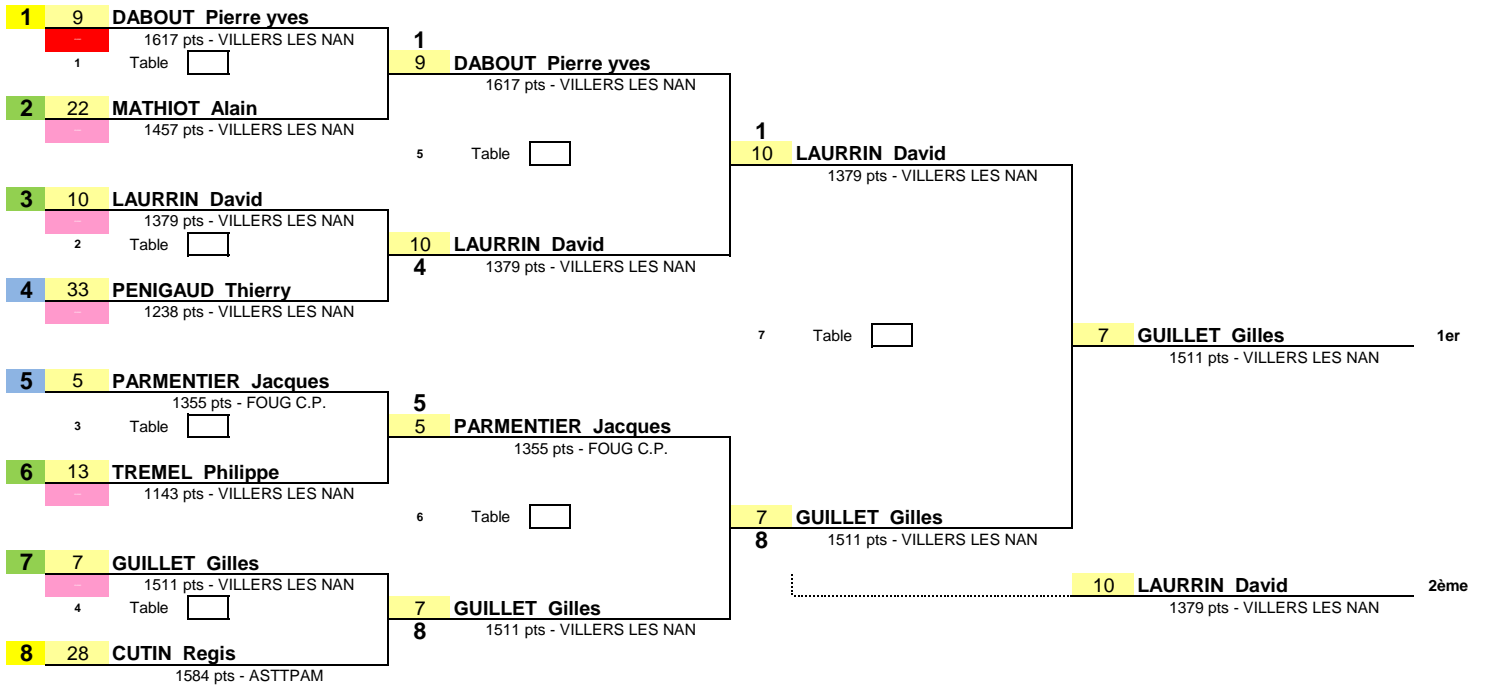 1 9 DABOUT Pierre yves
– 1617 pts - VILLERS LES NAN 1
1 Table 9 DABOUT Pierre yves
1617 pts - VILLERS LES NAN
2 22 MATHIOT Alain
– 1457 pts - VILLERS LES NAN 1
5 Table 10 LAURRIN David
1379 pts - VILLERS LES NAN
3 10 LAURRIN David
– 1379 pts - VILLERS LES NAN
2 Table 10 LAURRIN David
4 1379 pts - VILLERS LES NAN
4 33 PENIGAUD Thierry
– 1238 pts - VILLERS LES NAN
7 Table 7 GUILLET Gilles 1er
1511 pts - VILLERS LES NAN
5 5 PARMENTIER Jacques
1355 pts - FOUG C.P. 5
3 Table 5 PARMENTIER Jacques
1355 pts - FOUG C.P.
6 13 TREMEL Philippe
– 1143 pts - VILLERS LES NAN
6 Table 7 GUILLET Gilles
8 1511 pts - VILLERS LES NAN
7 7 GUILLET Gilles
– 1511 pts - VILLERS LES NAN 10 LAURRIN David 2ème
4 Table 7 GUILLET Gilles 1379 pts - VILLERS LES NAN
8 1511 pts - VILLERS LES NAN
8 28 CUTIN Regis
1584 pts - ASTTPAM